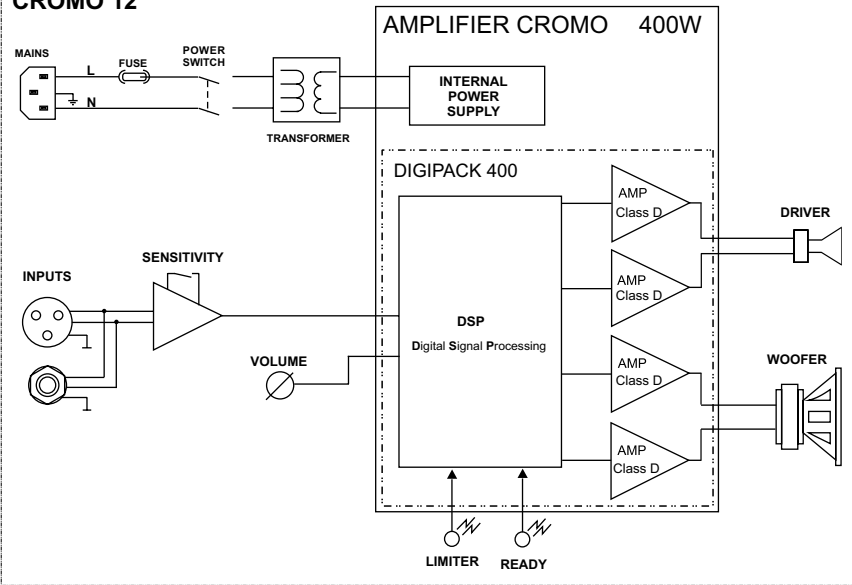 CROMO 12
AMPLIFIER CROMO 400W
MAINS
L
FUSE
POWER
SWITCH
N
TRANSFORMER
INTERNAL
POWER
SUPPLY
DIGIPACK 400
AMP
Class D
DRIVER
SENSITIVITY
INPUTS
AMP
Class D
DSP
Digital Signal Processing
VOLUME
AMP
Class D
WOOFER
AMP
Class D
LIMITER
READY